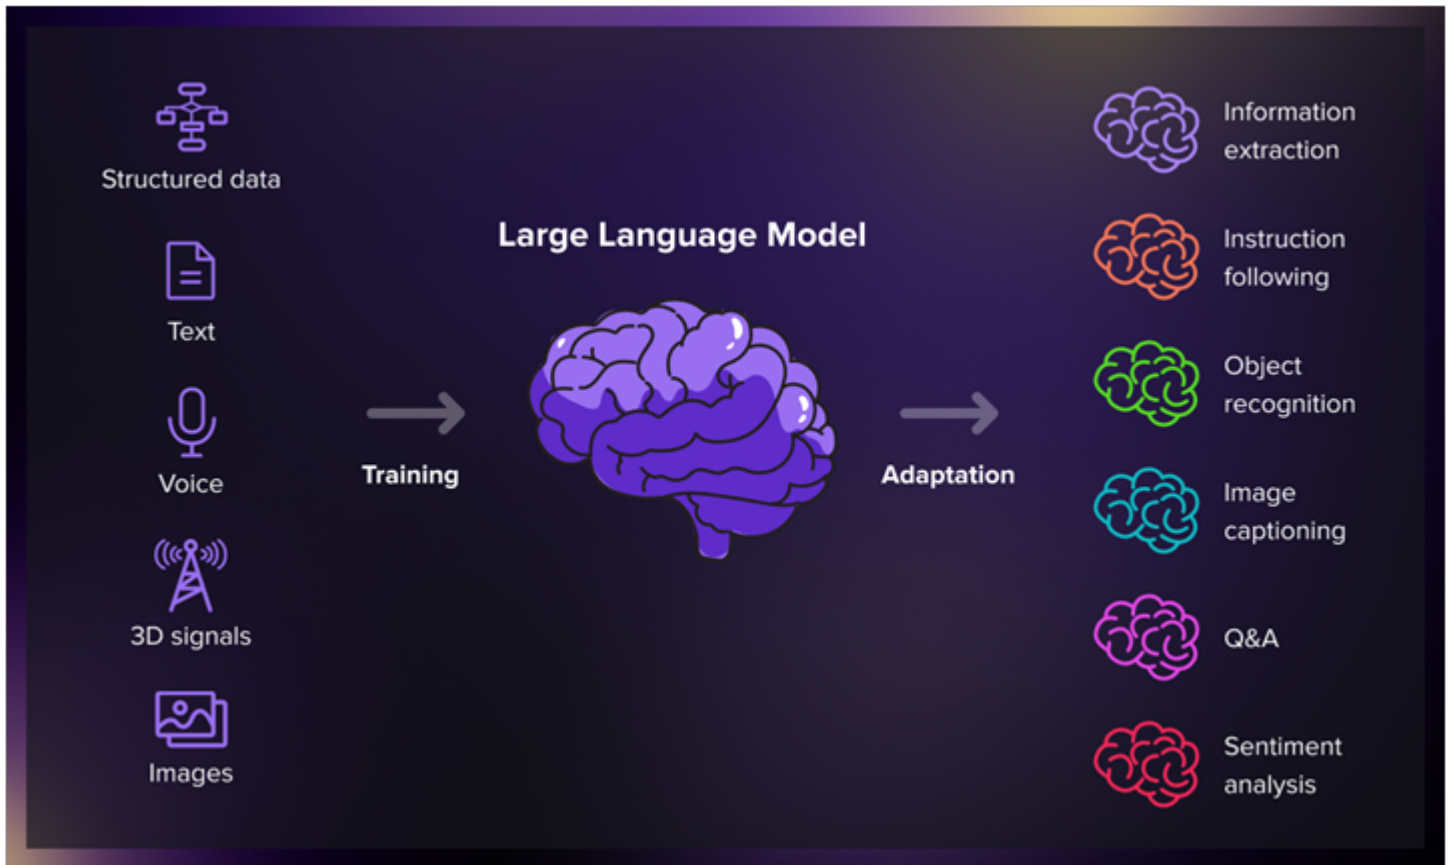 Structured data
Text
Voice
3D signals
Images
Training
Large Language Model
Adaptation
Information
extraction
Instruction
following
Object
recognition
Image
captioning
Q&A
Sentiment
analysis